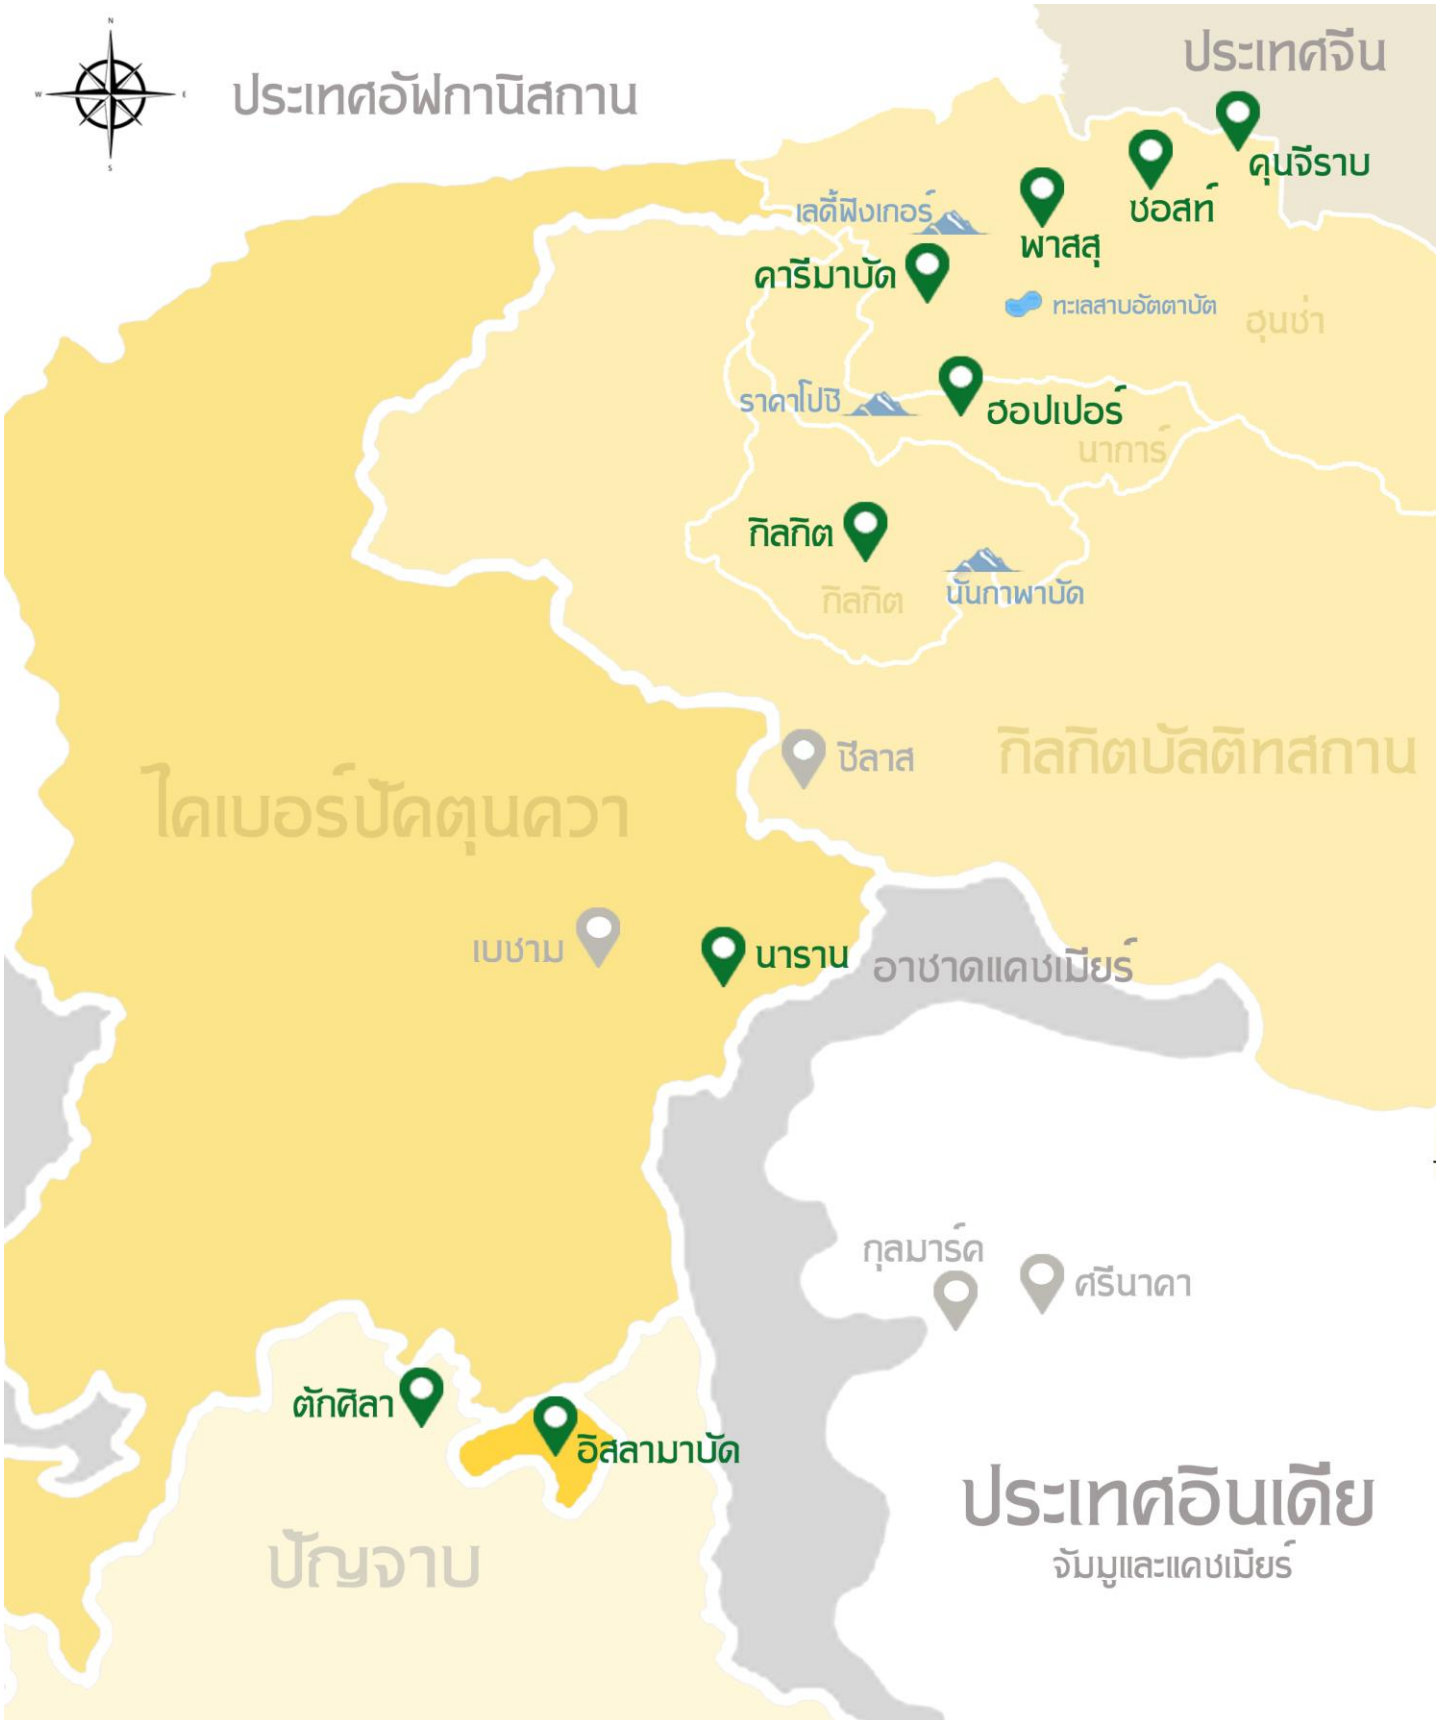 N
W
E
S
ประเทศอัฟกานิสถาน
ประเทศจีน
คุนจีราบ
ซอสท์
พาสสุ
เลดี้ฟิงเกอร์
คารีมาบัด
ทะเลสาบอัตตาบัต
ฮุนซ่า
ราคาโปชิ
ฮอปเปอร์
นาการ์
กิลกิต
นันกาพาบัด
กิลกิต
ชีลาส
กิลกิตบัลติทสถาน
ไคเบอร์ปัคตุนควา
เบชาม
นาราน
อาซาดแคชเมียร์
กุลมาร์ค
ศรีนาคา
ตักศิลา
อิสลามาบัด
ประเทศอินเดีย
จัมมูและแคชเมียร์
ปัญจาบ